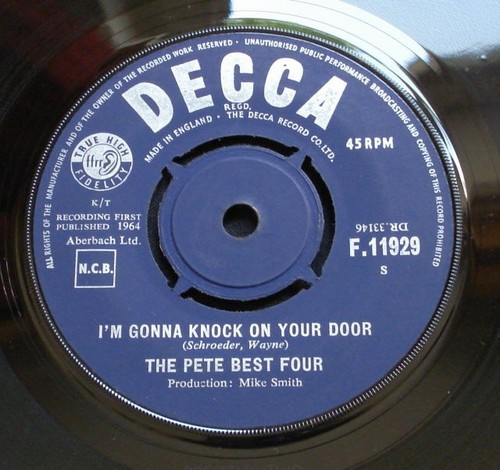 ALL RIGHTS OF THE MANUFACTURER AND OF THE OWNER OF THE RECORDED WORK RESERVED · UNAUTHORISED PUBLIC PERFORMANCE BROADCASTING AND COPYING OF THIS RECORD PROHIBITED
DECCA
REGD.
MADE IN ENGLAND · THE DECCA RECORD CO. LTD.
45 RPM
TRUE HIGH
ffrr
FIDELITY
K/T
RECORDING FIRST
PUBLISHED 1964
Aberbach Ltd.
N.C.B.
DR.33146
F.11929
S
I'M GONNA KNOCK ON YOUR DOOR
(Schroeder, Wayne)
THE PETE BEST FOUR
Production: Mike Smith